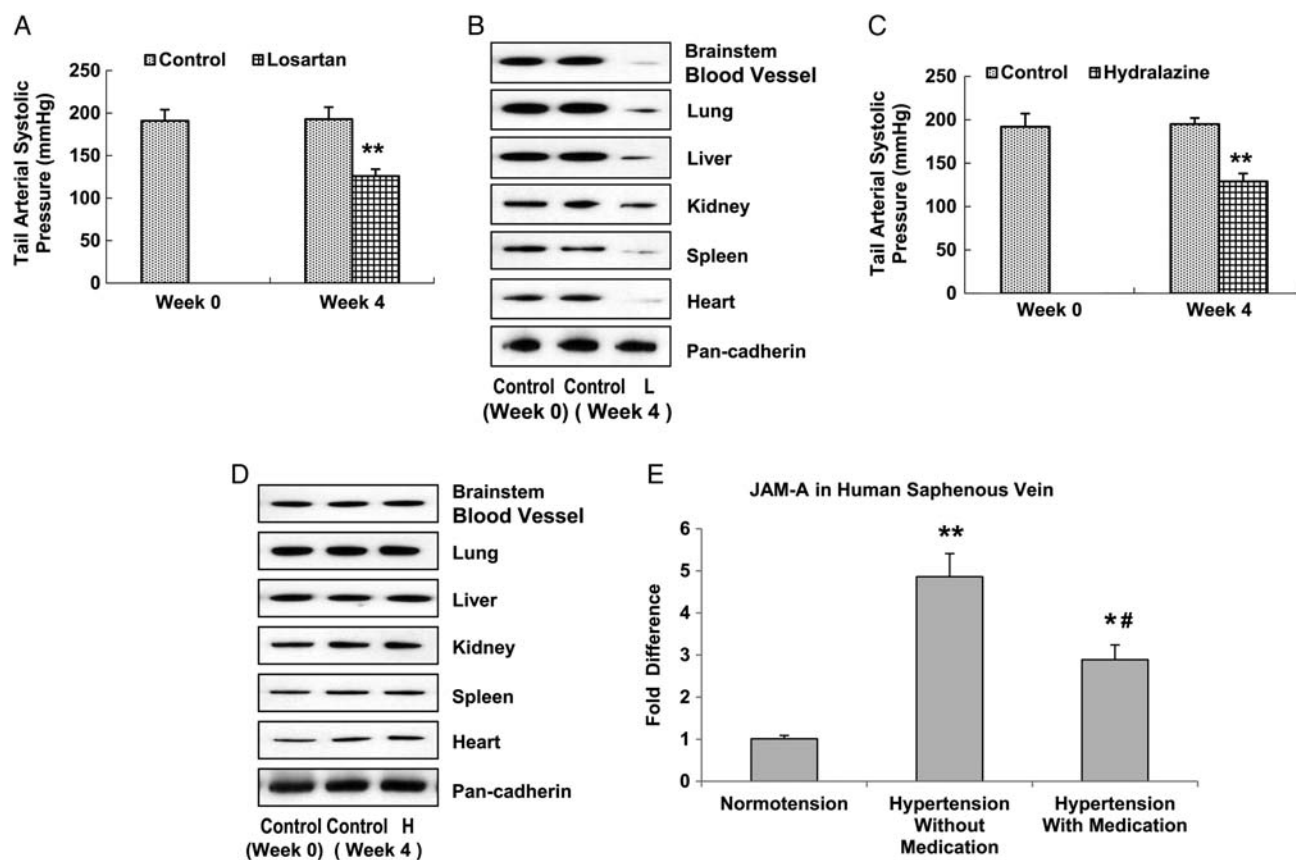 A
Control Losartan
Tail Arterial Systolic
Pressure (mmHg)
250
200
150
100
50
0
**
Week 0 Week 4
B
Brainstem
Blood Vessel
Lung
Liver
Kidney
Spleen
Heart
Pan-cadherin
Control Control L
(Week 0) ( Week 4 )
C
Control Hydralazine
Tail Arterial Systolic
Pressure (mmHg)
250
200
150
100
50
0
**
Week 0 Week 4
D
Brainstem
Blood Vessel
Lung
Liver
Kidney
Spleen
Heart
Pan-cadherin
Control Control H
(Week 0) ( Week 4 )
E
JAM-A in Human Saphenous Vein
Fold Difference
6
5
4
3
2
1
0
**
*#
Normotension
Hypertension
Without
Medication
Hypertension
With Medication